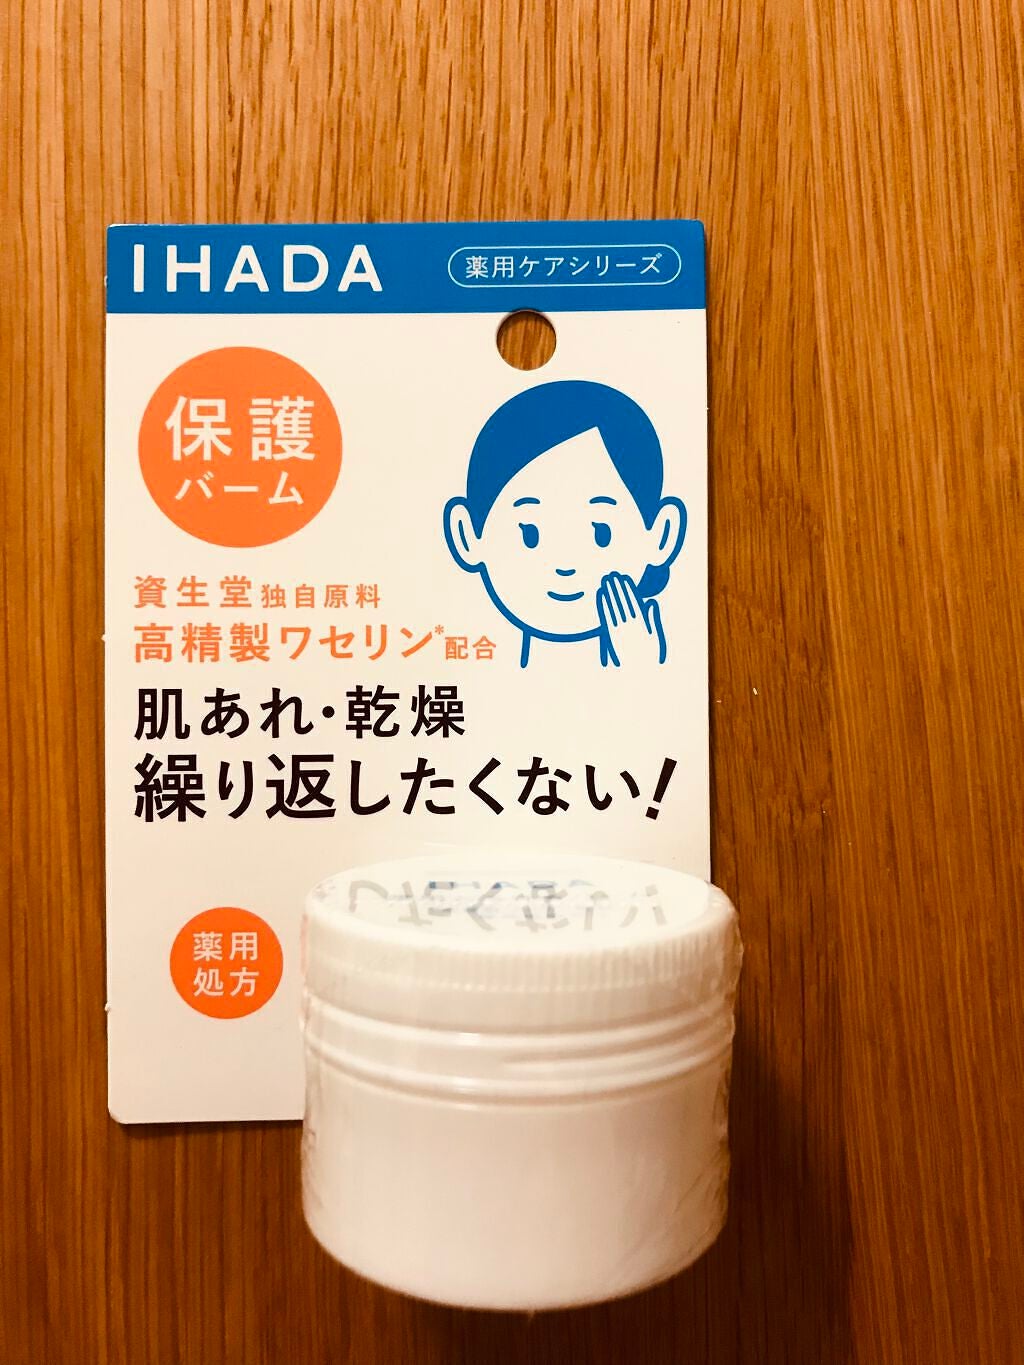 IHADA
薬用ケアシリーズ
保護
バーム
資生堂独自原料
高精製ワセリン*配合
肌あれ・乾燥
繰り返したくない!
薬用
処方